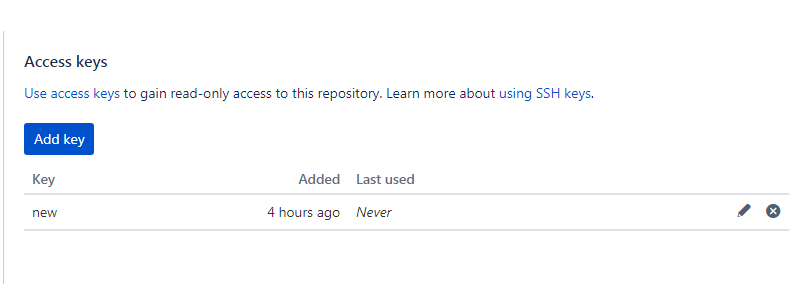 Access keys
Use access keys to gain read-only access to this repository. Learn more about using SSH keys.
Add key
Key Added Last used
new 4 hours ago Never